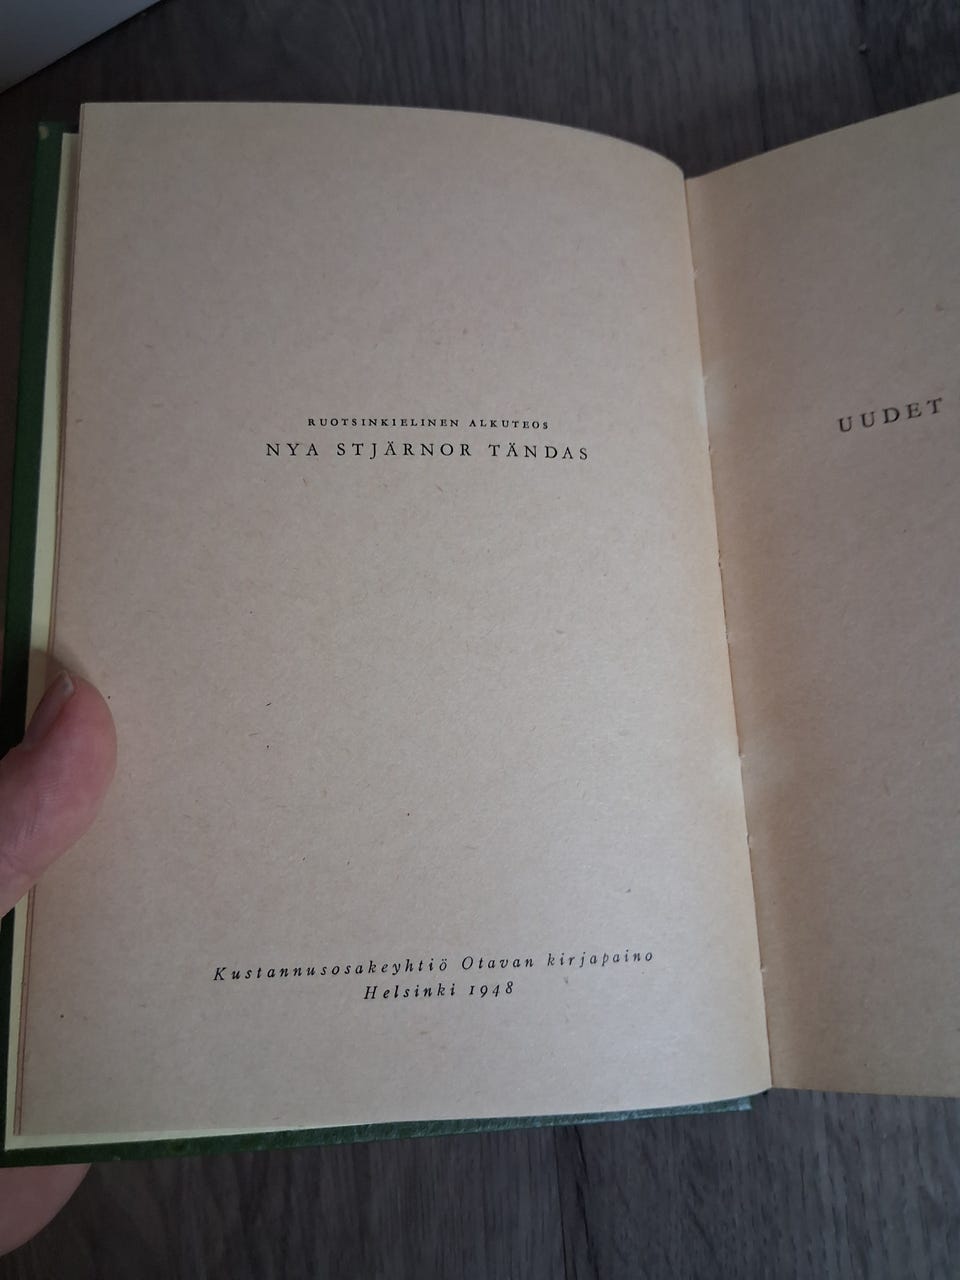 RUOTSINKIELINEN ALKUTEOS
NYA STJÄRNOR TÄNDAS
Kustannusosakeyhtiö Otavan kirjapaino
Helsinki 1948
UUDET